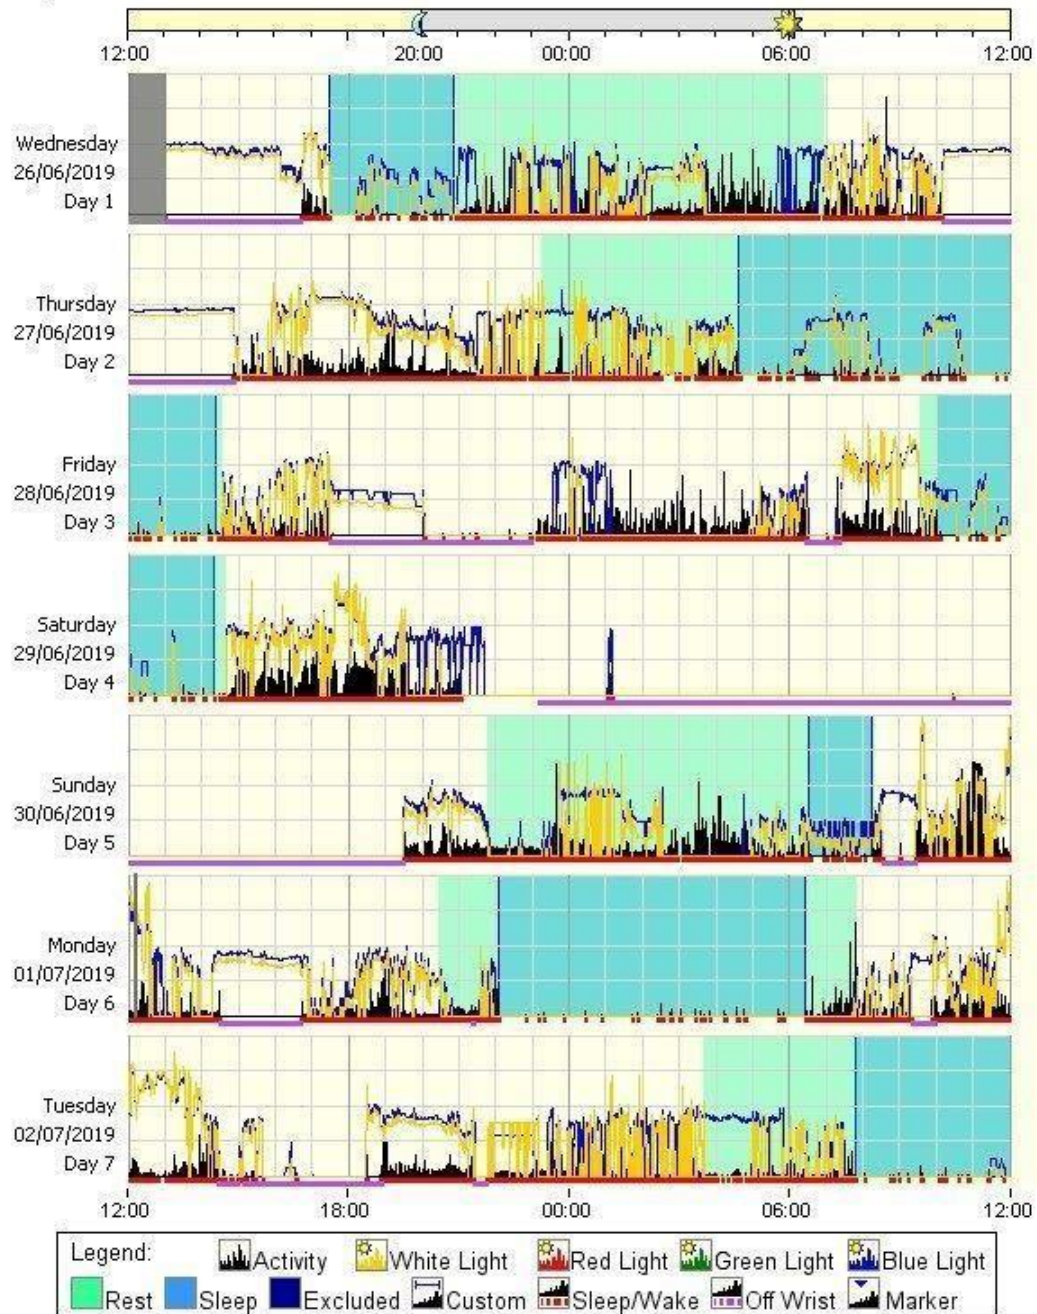 12:00 20:00 00:00 06:00 12:00
Wednesday
26/06/2019
Day 1
Thursday
27/06/2019
Day 2
Friday
28/06/2019
Day 3
Saturday
29/06/2019
Day 4
Sunday
30/06/2019
Day 5
Monday
01/07/2019
Day 6
Tuesday
02/07/2019
Day 7
12:00 18:00 00:00 06:00 12:00
Legend: Activity White Light Red Light Green Light Blue Light
Rest Sleep Excluded Custom Sleep/Wake Off Wrist Marker